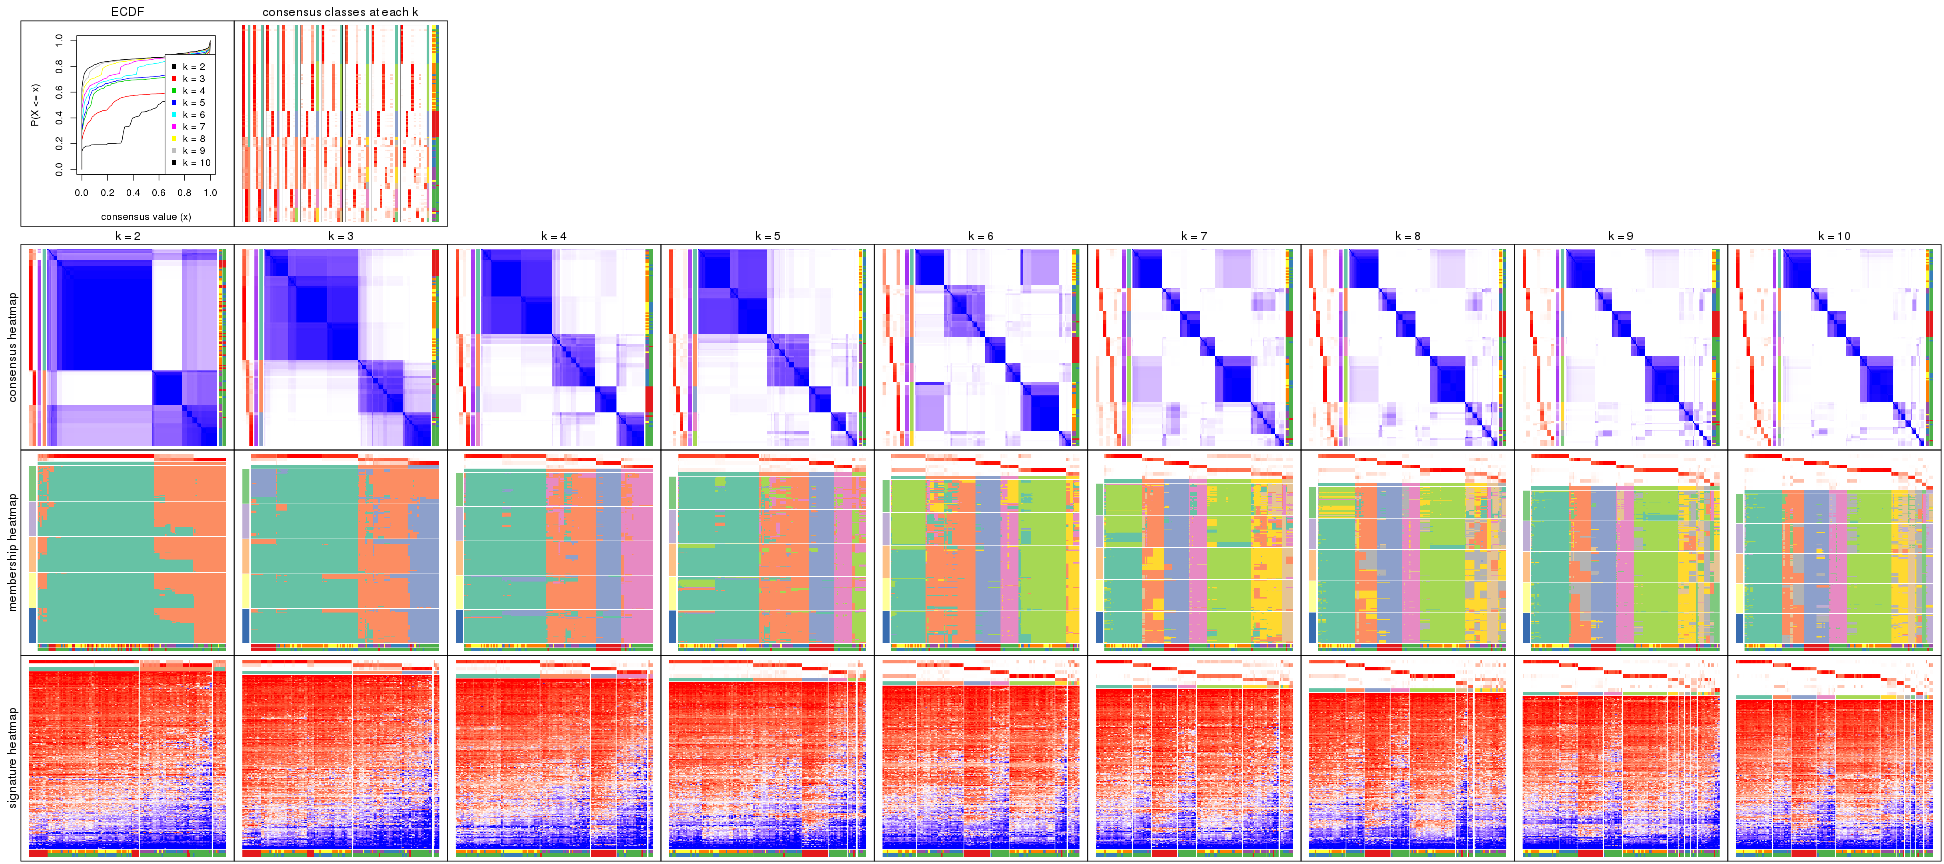 ECDF
consensus classes at each k
P(X <= x)
0.0
0.2
0.4
0.6
0.8
1.0
k = 2
k = 3
k = 4
k = 5
k = 6
k = 7
k = 8
k = 9
k = 10
0.0 0.2 0.4 0.6 0.8 1.0
consensus value (x)
k = 2 k = 3 k = 4 k = 5 k = 6 k = 7 k = 8 k = 9 k = 10
consensus heatmap
membership heatmap
signature heatmap